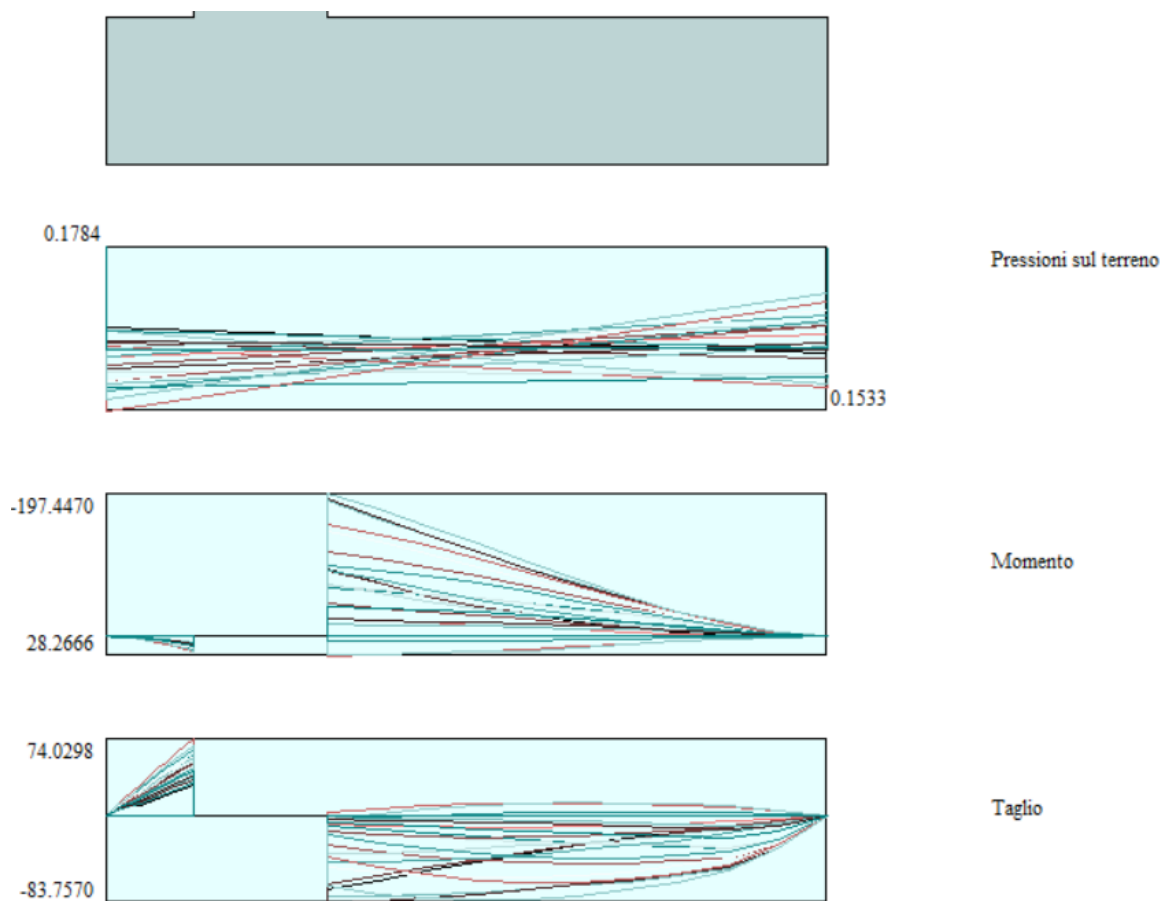 0.1784
Pressioni sul terreno
0.1533
-197.4470
Momento
28.2666
74.0298
Taglio
-83.7570